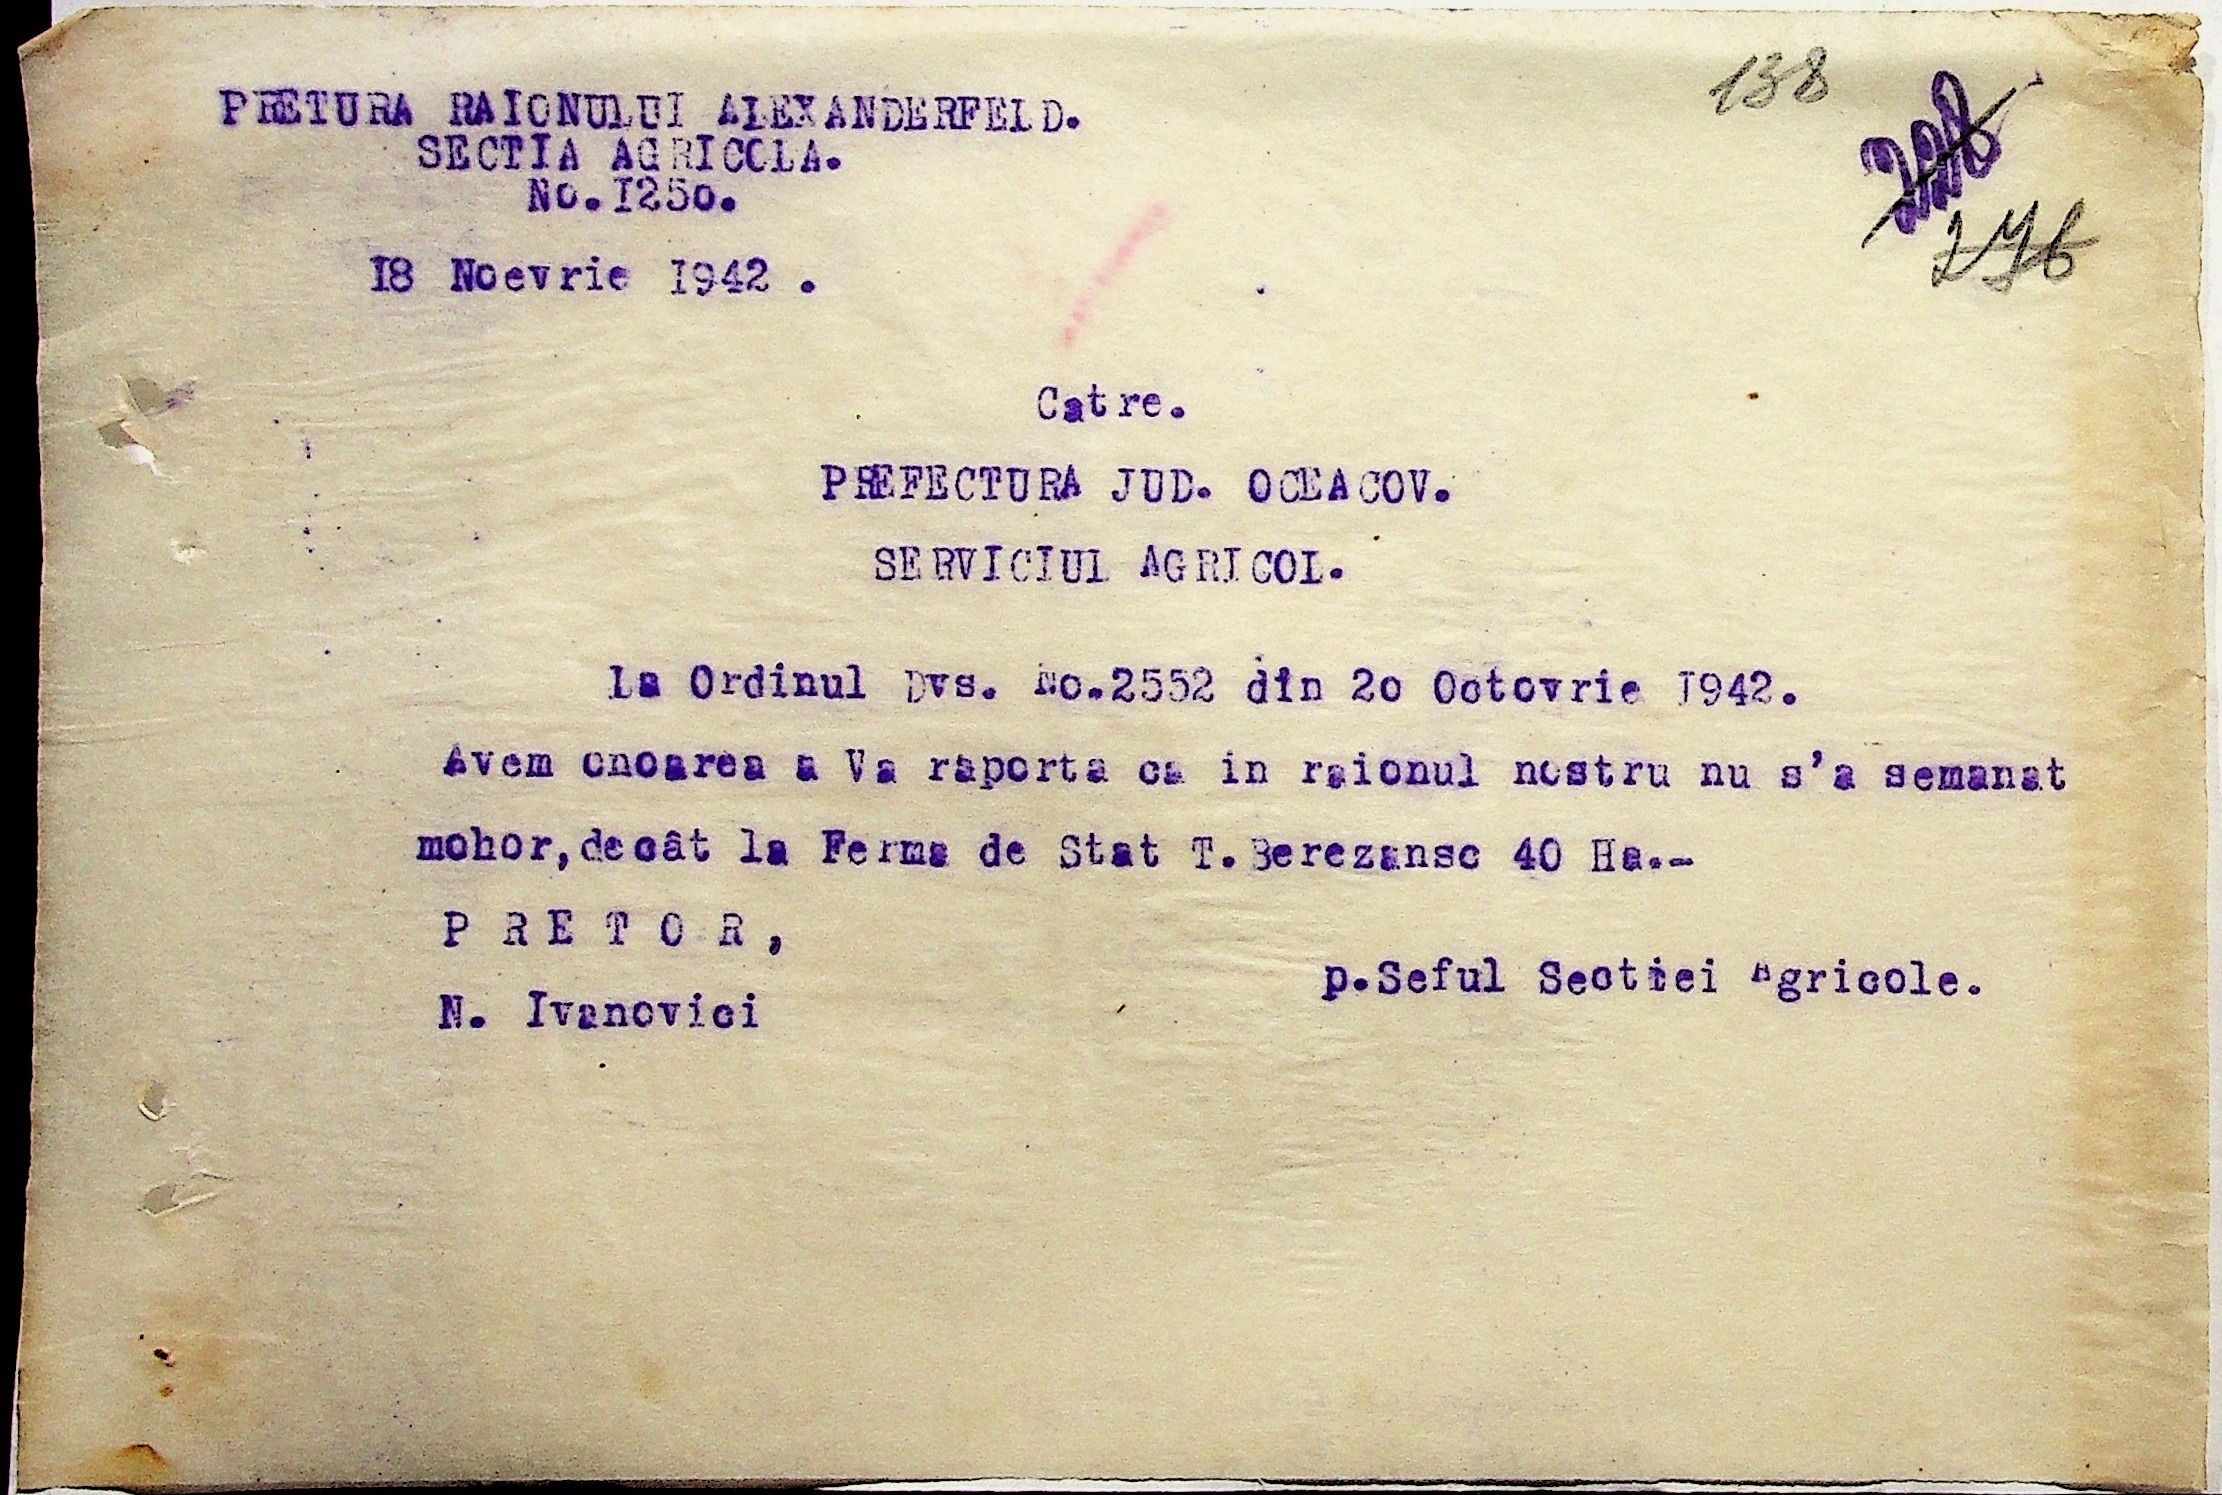 PRETURA RAIONULUI ALEXANDERFELD.
SECTIA AGRICOLA.
No.I25o.
I8 Noevrie I942 .
138
276
Catre.
PREFECTURA JUD. OCEACOV.
SERVICIUL AGRICOL.
La Ordinul Dvs. No.2552 din 2o Octovrie I942.
Avem onoarea a Va raporta ca in raionul nostru nu s'a semanat
mohor,decât la Ferma de Stat T.Berezansc 40 Ha.-
P R E T O R ,
p.Seful Sectiei Agricole.
N. Ivanovici